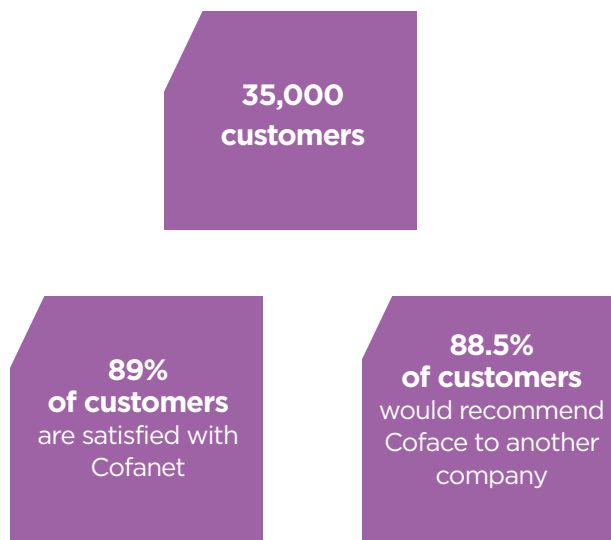 35,000
customers
89%
of customers
are satisfied with
Cofanet
88.5%
of customers
would recommend
Coface to another
company